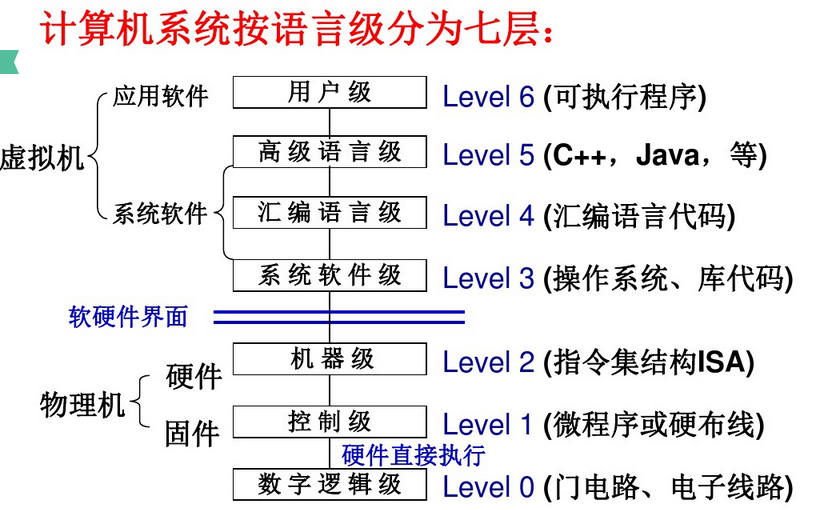 计算机系统按语言级分为七层：
应用软件 用户级 Level 6 (可执行程序)
虚拟机 高级语言级 Level 5 (C++，Java，等)
系统软件 汇编语言级 Level 4 (汇编语言代码)
系统软件级 Level 3 (操作系统、库代码)
软硬件界面
机器级 Level 2 (指令集结构ISA)
硬件
物理机
固件 控制级 Level 1 (微程序或硬布线)
硬件直接执行
数字逻辑级 Level 0 (门电路、电子线路)